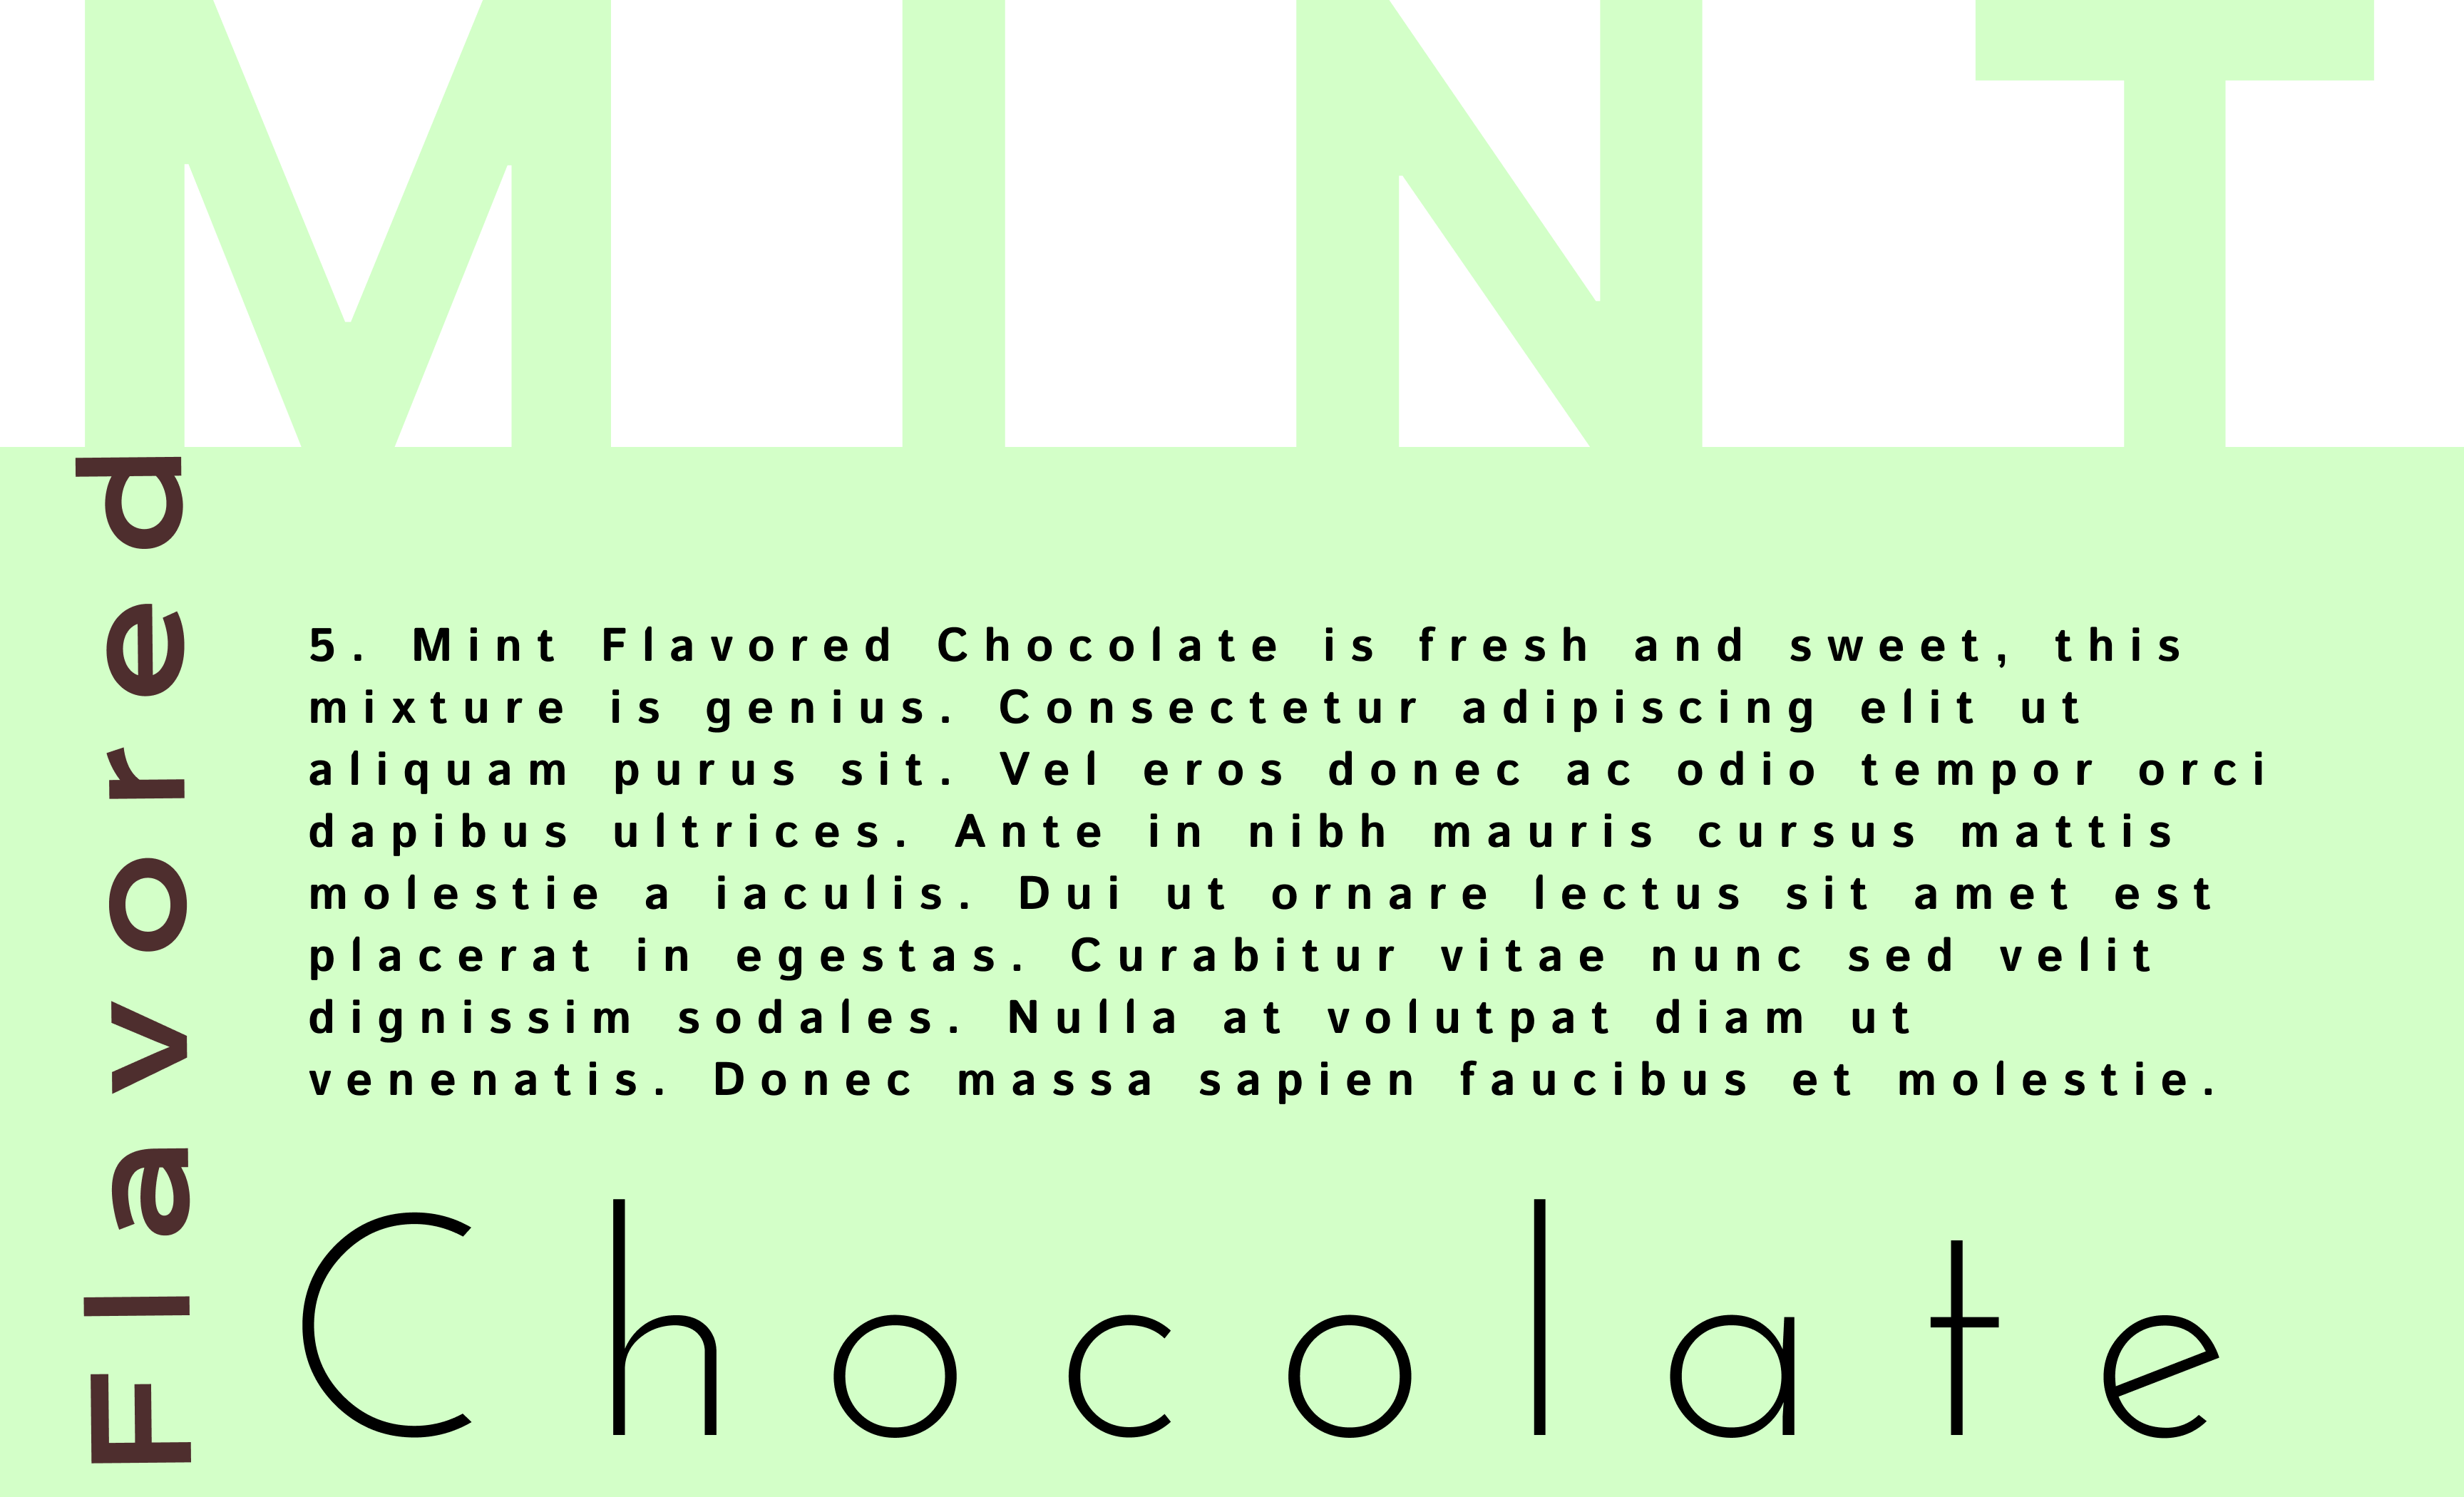 MINT
Flavored
5. Mint Flavored Chocolate is fresh and sweet, this
mixture is genius. Consectetur adipiscing elit ut
aliquam purus sit. Vel eros donec ac odio tempor orci
dapibus ultrices. Ante in nibh mauris cursus mattis
molestie a iaculis. Dui ut ornare lectus sit amet est
placerat in egestas. Curabitur vitae nunc sed velit
dignissim sodales. Nulla at volutpat diam ut
venenatis. Donec massa sapien faucibus et molestie.
Chocolate